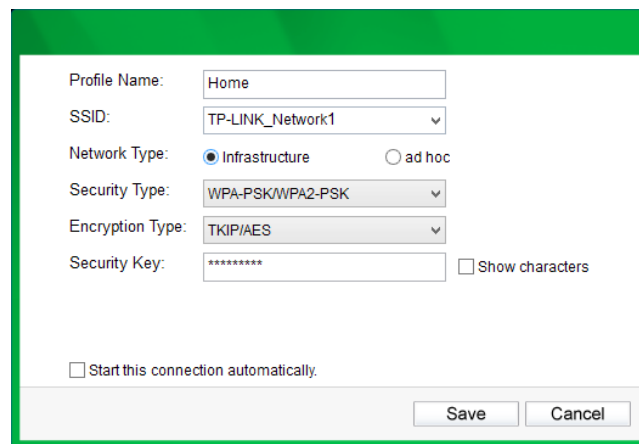 Profile Name: Home
SSID: TP-LINK_Network1
Network Type: Infrastructure ad hoc
Security Type: WPA-PSK/WPA2-PSK
Encryption Type: TKIP/AES
Security Key: ********* Show characters
Start this connection automatically.
Save Cancel